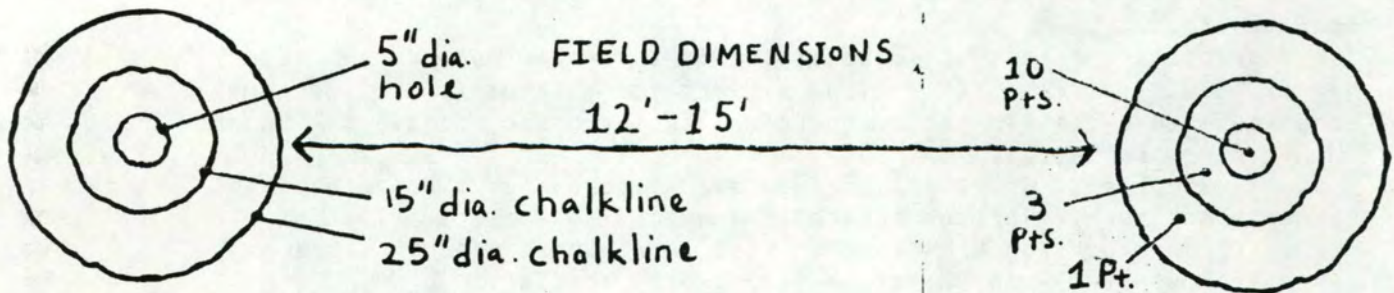 5" dia.
hole
FIELD DIMENSIONS
12'-15'
15" dia. chalkline
25" dia. chalkline
10
Pts.
3
Pts.
1 Pt.